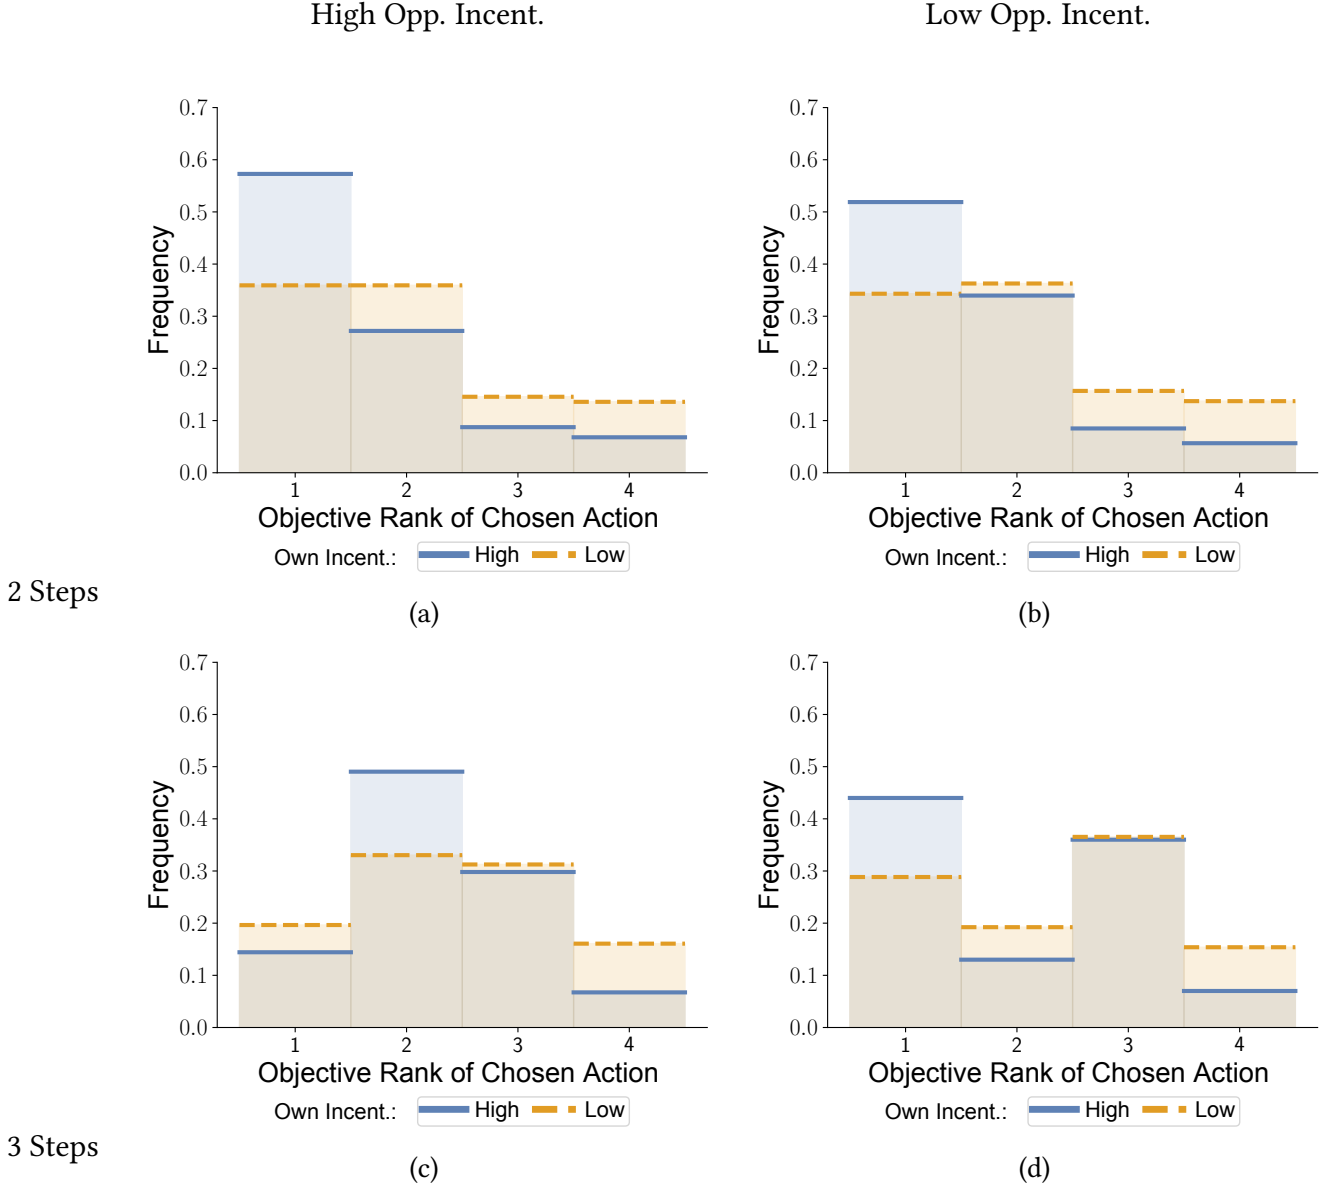 High Opp. Incent.
Low Opp. Incent.
0.7
0.6
0.5
0.4
0.3
0.2
0.1
0.0
Frequency
1 2 3 4
Objective Rank of Chosen Action
Own Incent.: High Low
(a)
0.7
0.6
0.5
0.4
0.3
0.2
0.1
0.0
Frequency
1 2 3 4
Objective Rank of Chosen Action
Own Incent.: High Low
(b)
2 Steps
0.7
0.6
0.5
0.4
0.3
0.2
0.1
0.0
Frequency
1 2 3 4
Objective Rank of Chosen Action
Own Incent.: High Low
(c)
0.7
0.6
0.5
0.4
0.3
0.2
0.1
0.0
Frequency
1 2 3 4
Objective Rank of Chosen Action
Own Incent.: High Low
(d)
3 Steps